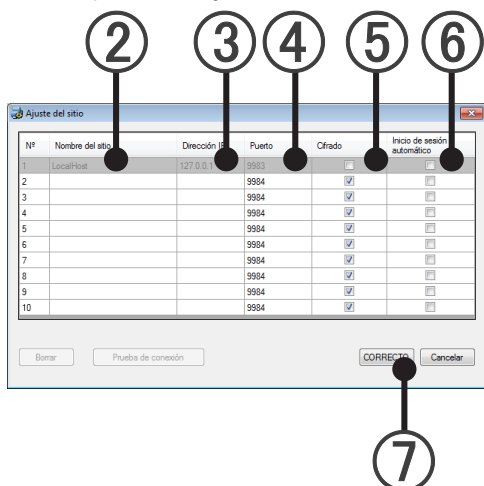 ② ③ ④ ⑤ ⑥
Ajuste del sitio
Nº Nombre del sitio Dirección IP Puerto Cifrado Inicio de sesión
automático
1 LocalHost 127.0.0.1 9983
2 9984
3 9984
4 9984
5 9984
6 9984
7 9984
8 9984
9 9984
10 9984
Borrar Prueba de conexión CORRECTO Cancelar
⑦